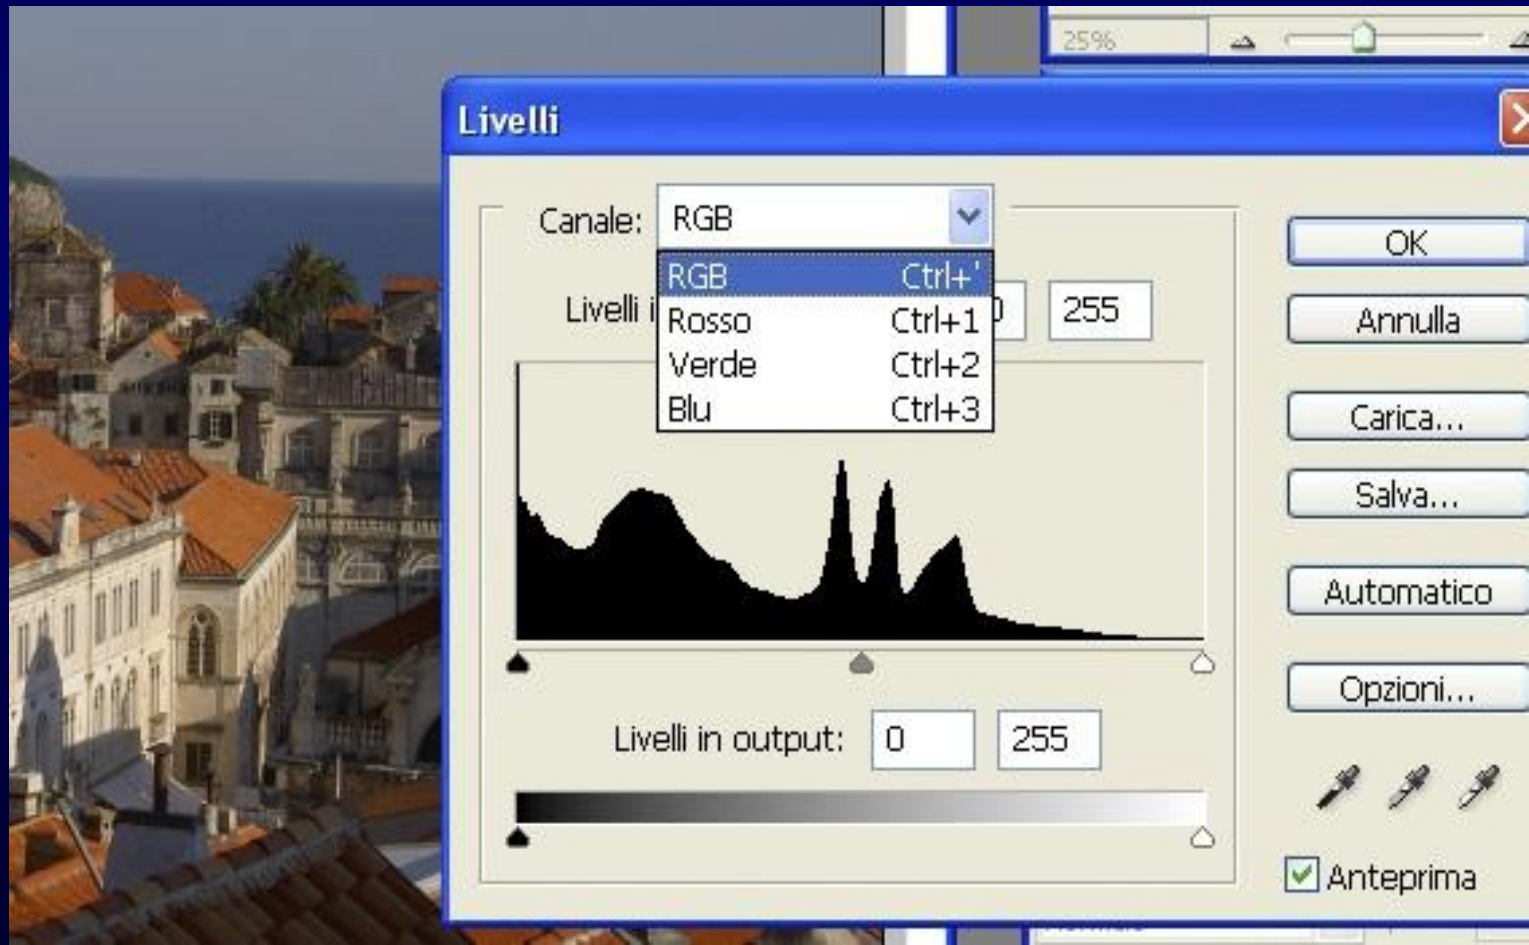 25%
Livelli
Canale: RGB
RGB Ctrl+'
Rosso Ctrl+1
Verde Ctrl+2
Blu Ctrl+3
Livelli 255
OK
Annulla
Carica...
Salva...
Automatico
Opzioni...
Livelli in output: 0 255
Anteprima